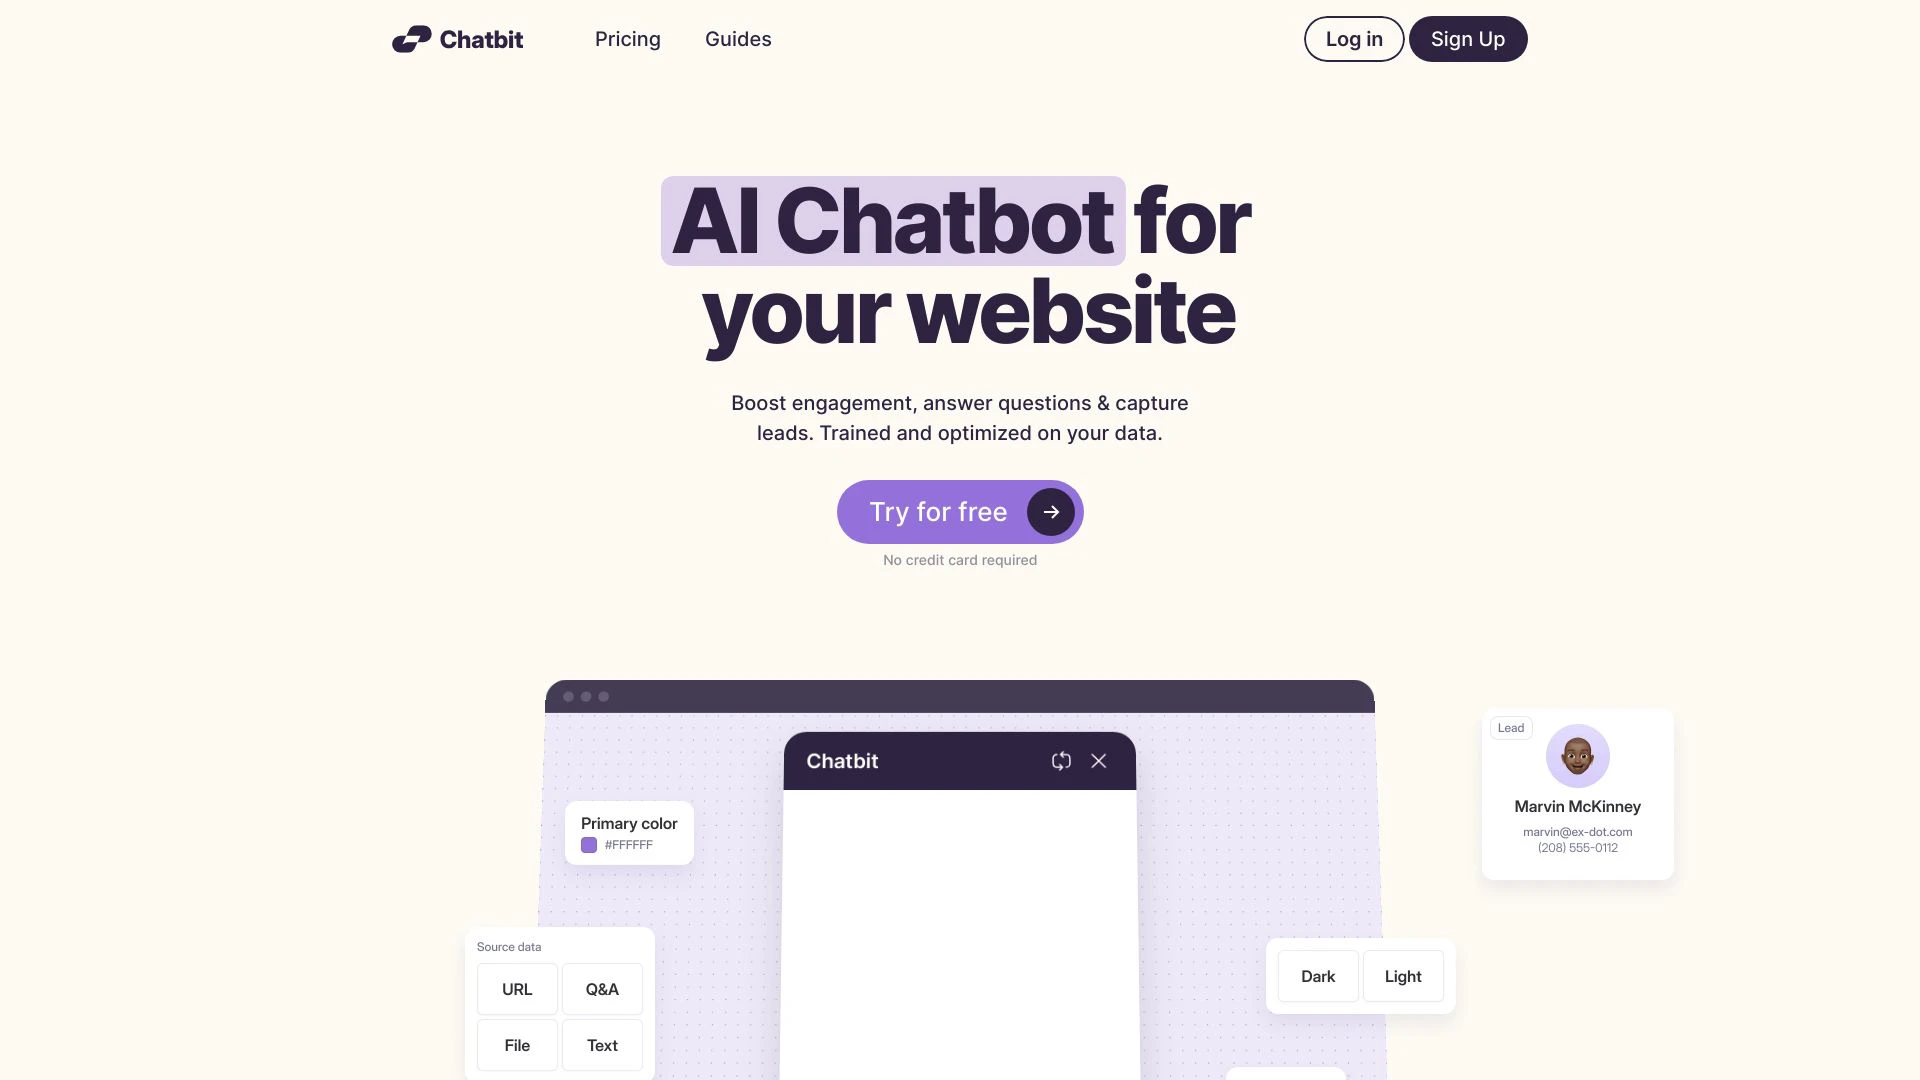 Chatbit
Pricing
Guides
Log in
Sign Up
AI Chatbot for
your website
Boost engagement, answer questions & capture
leads. Trained and optimized on your data.
Try for free
No credit card required
Chatbit
Lead
Marvin McKinney
marvin@ex-dot.com
(208) 555-0112
Primary color
#FFFFFF
Source data
URL
Q&A
File
Text
Dark
Light